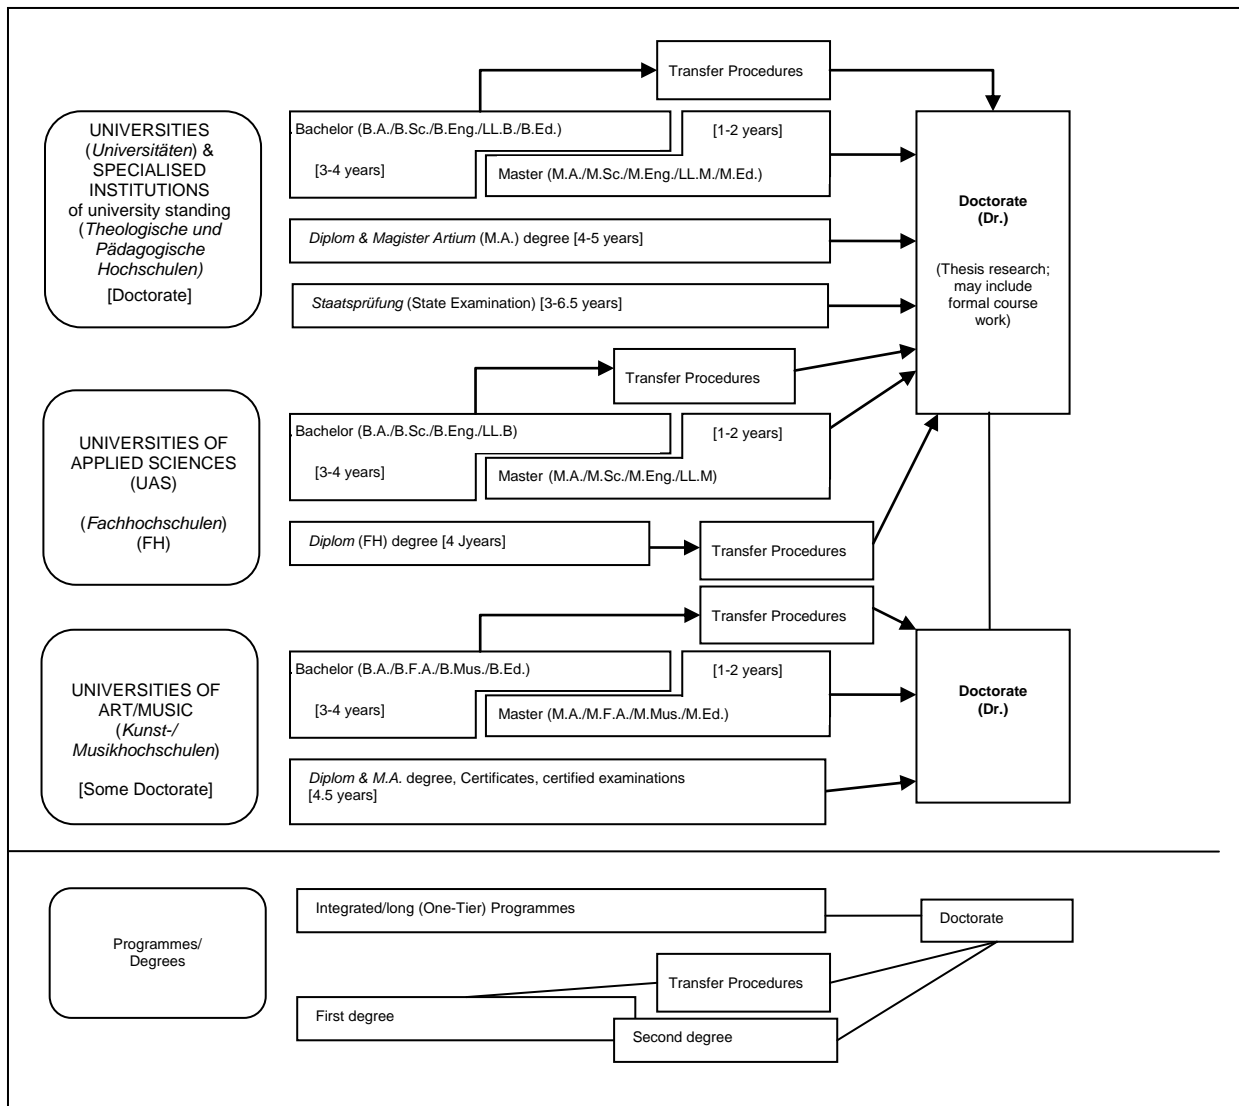 Transfer Procedures
UNIVERSITIES
(Universitäten) &
SPECIALISED
INSTITUTIONS
of university standing
(Theologische und
Pädagogische
Hochschulen)
[Doctorate]
. Bachelor (B.A./B.Sc./B.Eng./LL.B./B.Ed.)
[3-4 years]
[1-2 years]
Master (M.A./M.Sc./M.Eng./LL.M./M.Ed.)
Diplom & Magister Artium (M.A.) degree [4-5 years]
Staatsprüfung (State Examination) [3-6.5 years]
Doctorate
(Dr.)
(Thesis research;
may include
formal course
work)
Transfer Procedures
UNIVERSITIES OF
APPLIED SCIENCES
(UAS)
(Fachhochschulen)
(FH)
. Bachelor (B.A./B.Sc./B.Eng./LL.B)
[3-4 years]
[1-2 years]
Master (M.A./M.Sc./M.Eng./LL.M)
Diplom (FH) degree [4 Jyears]
Transfer Procedures
Transfer Procedures
UNIVERSITIES OF
ART/MUSIC
(Kunst-/
Musikhochschulen)
[Some Doctorate]
. Bachelor (B.A./B.F.A./B.Mus./B.Ed.)
[3-4 years]
[1-2 years]
Master (M.A./M.F.A./M.Mus./M.Ed.)
Diplom & M.A. degree, Certificates, certified examinations
[4.5 years]
Doctorate
(Dr.)
Programmes/
Degrees
Integrated/long (One-Tier) Programmes
Doctorate
Transfer Procedures
First degree
Second degree